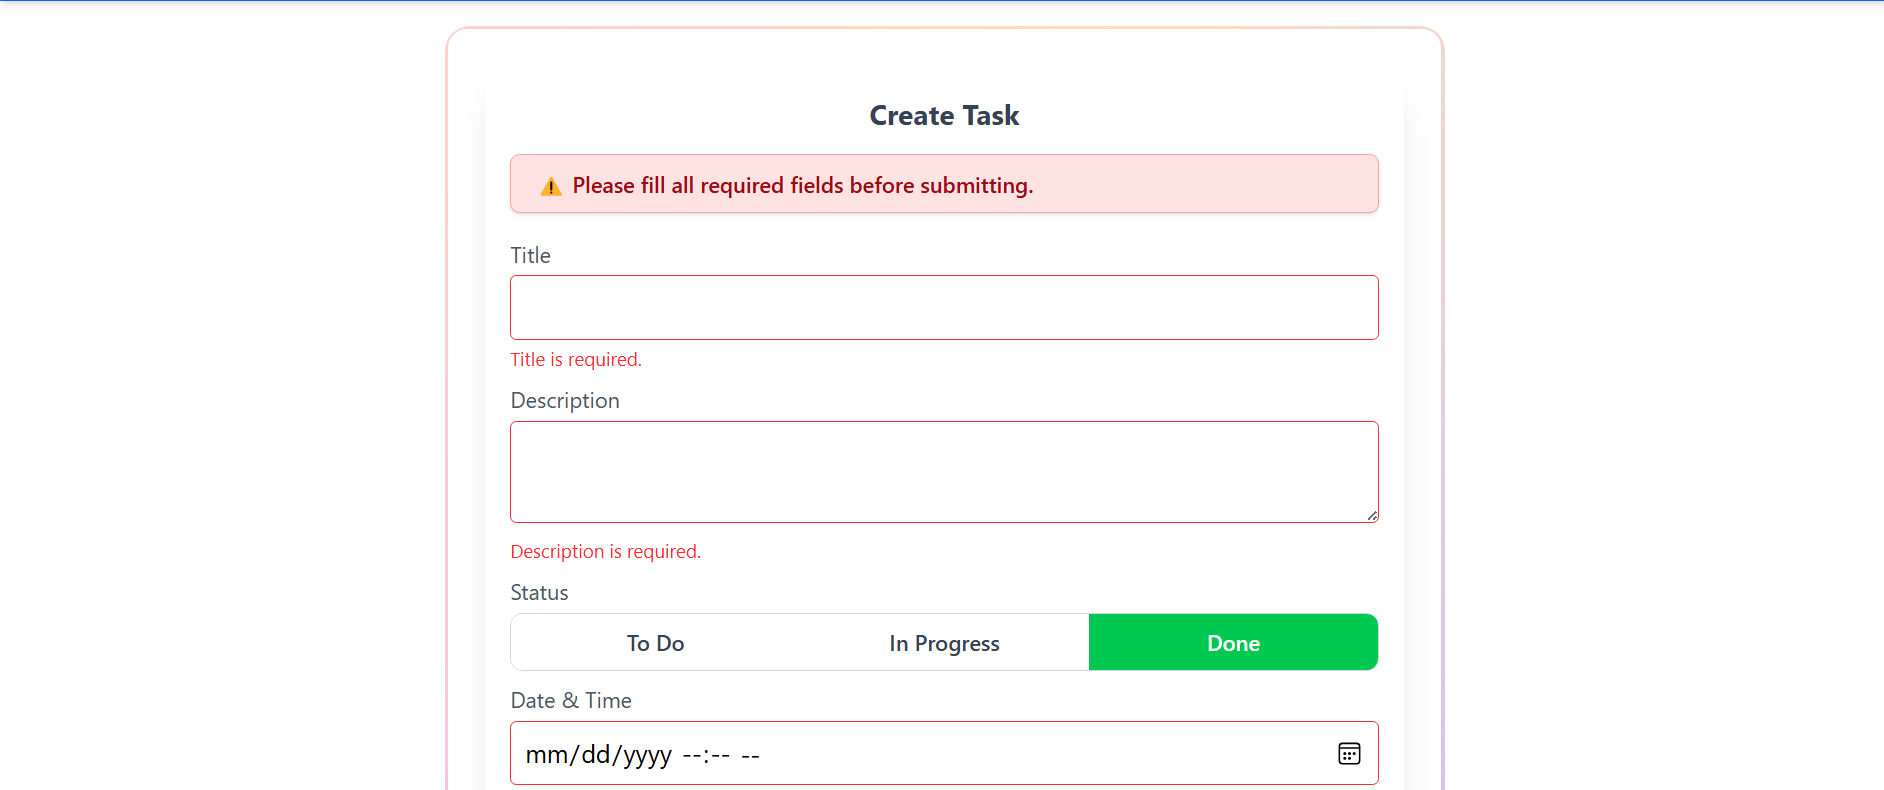 Create Task
⚠ Please fill all required fields before submitting.
Title
Title is required.
Description
Description is required.
Status
To Do In Progress Done
Date & Time
mm/dd/yyyy --:-- --